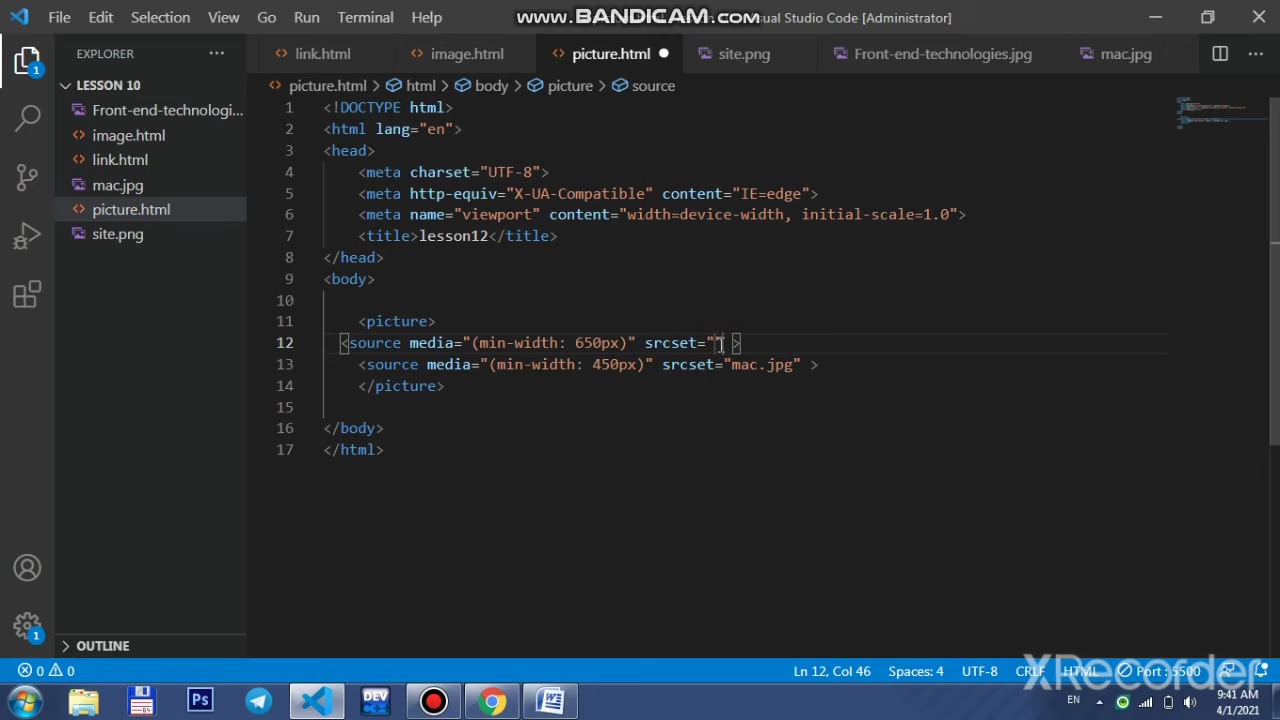 File Edit Selection View Go Run Terminal Help
www.BANDICAM.com
Visual Studio Code [Administrator]
EXPLORER
link.html
image.html
picture.html
site.png
Front-end-technologies.jpg
mac.jpg
LESSON 10
picture.html > html > body > picture > source
Front-end-technologi...
image.html
link.html
mac.jpg
picture.html
site.png
1 <!DOCTYPE html>
2 <html lang="en">
3 <head>
4 <meta charset="UTF-8">
5 <meta http-equiv="X-UA-Compatible" content="IE=edge">
6 <meta name="viewport" content="width=device-width, initial-scale=1.0">
7 <title>lesson12</title>
8 </head>
9 <body>
10
11 <picture>
12 <source media="(min-width: 650px)" srcset="" >
13 <source media="(min-width: 450px)" srcset="mac.jpg" >
14 </picture>
15
16 </body>
17 </html>
1
1
OUTLINE
0 0
Ln 12, Col 46 Spaces: 4 UTF-8 CRLF HTML Port : 5500
XRecorder
Ps
DEV
EN
9:41 AM
4/1/2021